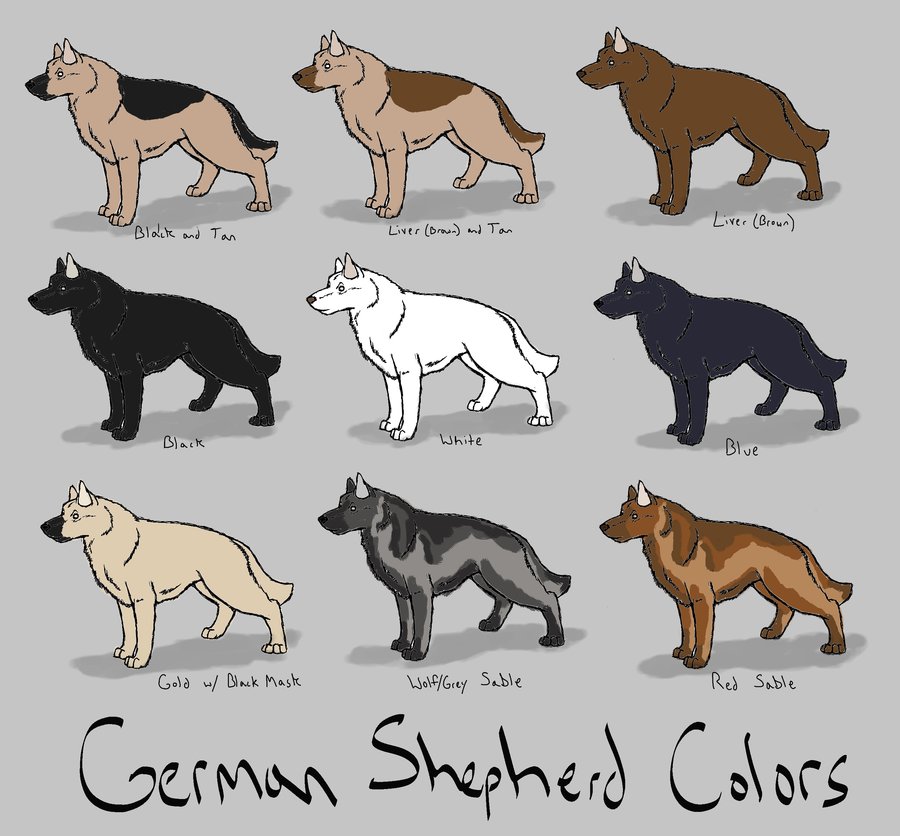 Black and Tan
Liver (Brown) and Tan
Liver (Brown)
Black
White
Blue
Gold w/ Black Mask
Wolf/Grey Sable
Red Sable
German Shepherd Colors